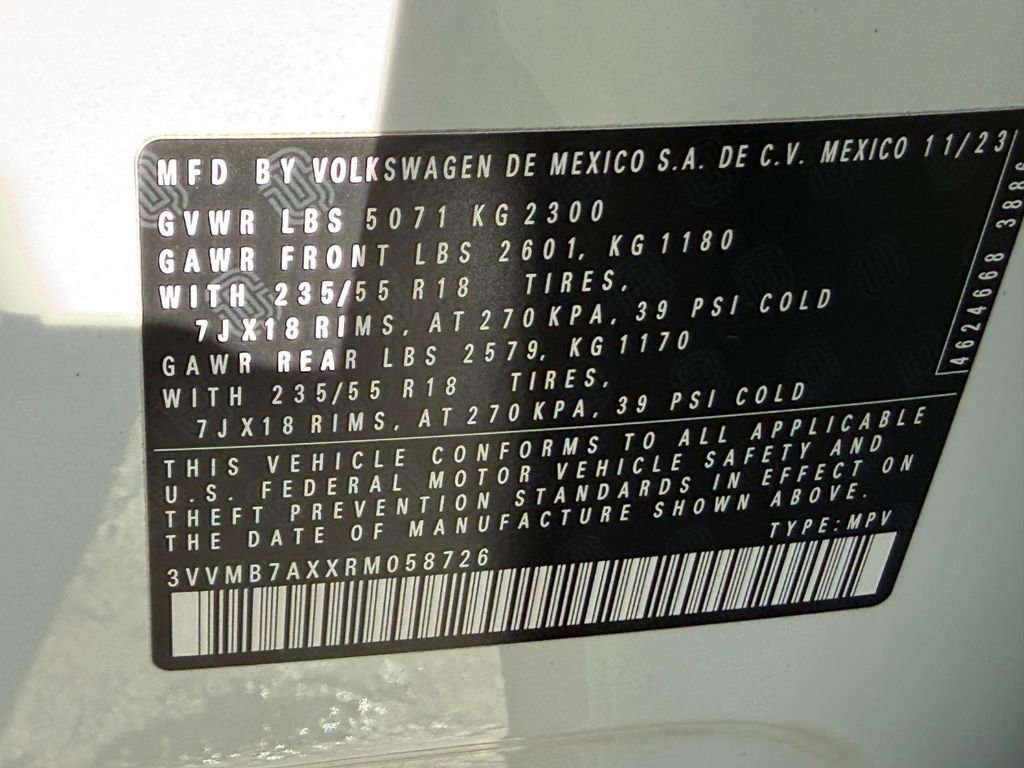 MFD BY VOLKSWAGEN DE MEXICO S.A. DE C.V. MEXICO 11/23
GVWR LBS 5071 KG 2300
GAWR FRONT LBS 2601, KG 1180
WITH 235/55 R18 TIRES,
7JX18 RIMS, AT 270 KPA, 39 PSI COLD
GAWR REAR LBS 2579, KG 1170
WITH 235/55 R18 TIRES,
7JX18 RIMS, AT 270 KPA, 39 PSI COLD
THIS VEHICLE CONFORMS TO ALL APPLICABLE
U.S. FEDERAL MOTOR VEHICLE SAFETY AND
THEFT PREVENTION STANDARDS IN EFFECT ON
THE DATE OF MANUFACTURE SHOWN ABOVE.
TYPE: MPV
3VVMB7AXXRM058726
4624668